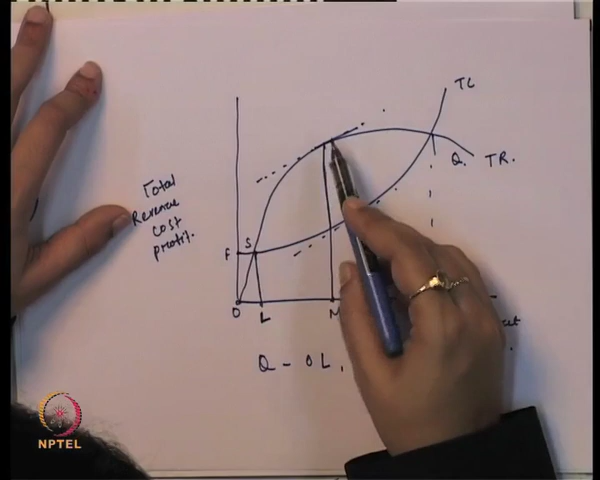 TC
Q.
TR.
Total
Revenue
cost
profit.
F
S
O
L
M
Q - OL,
NPTEL